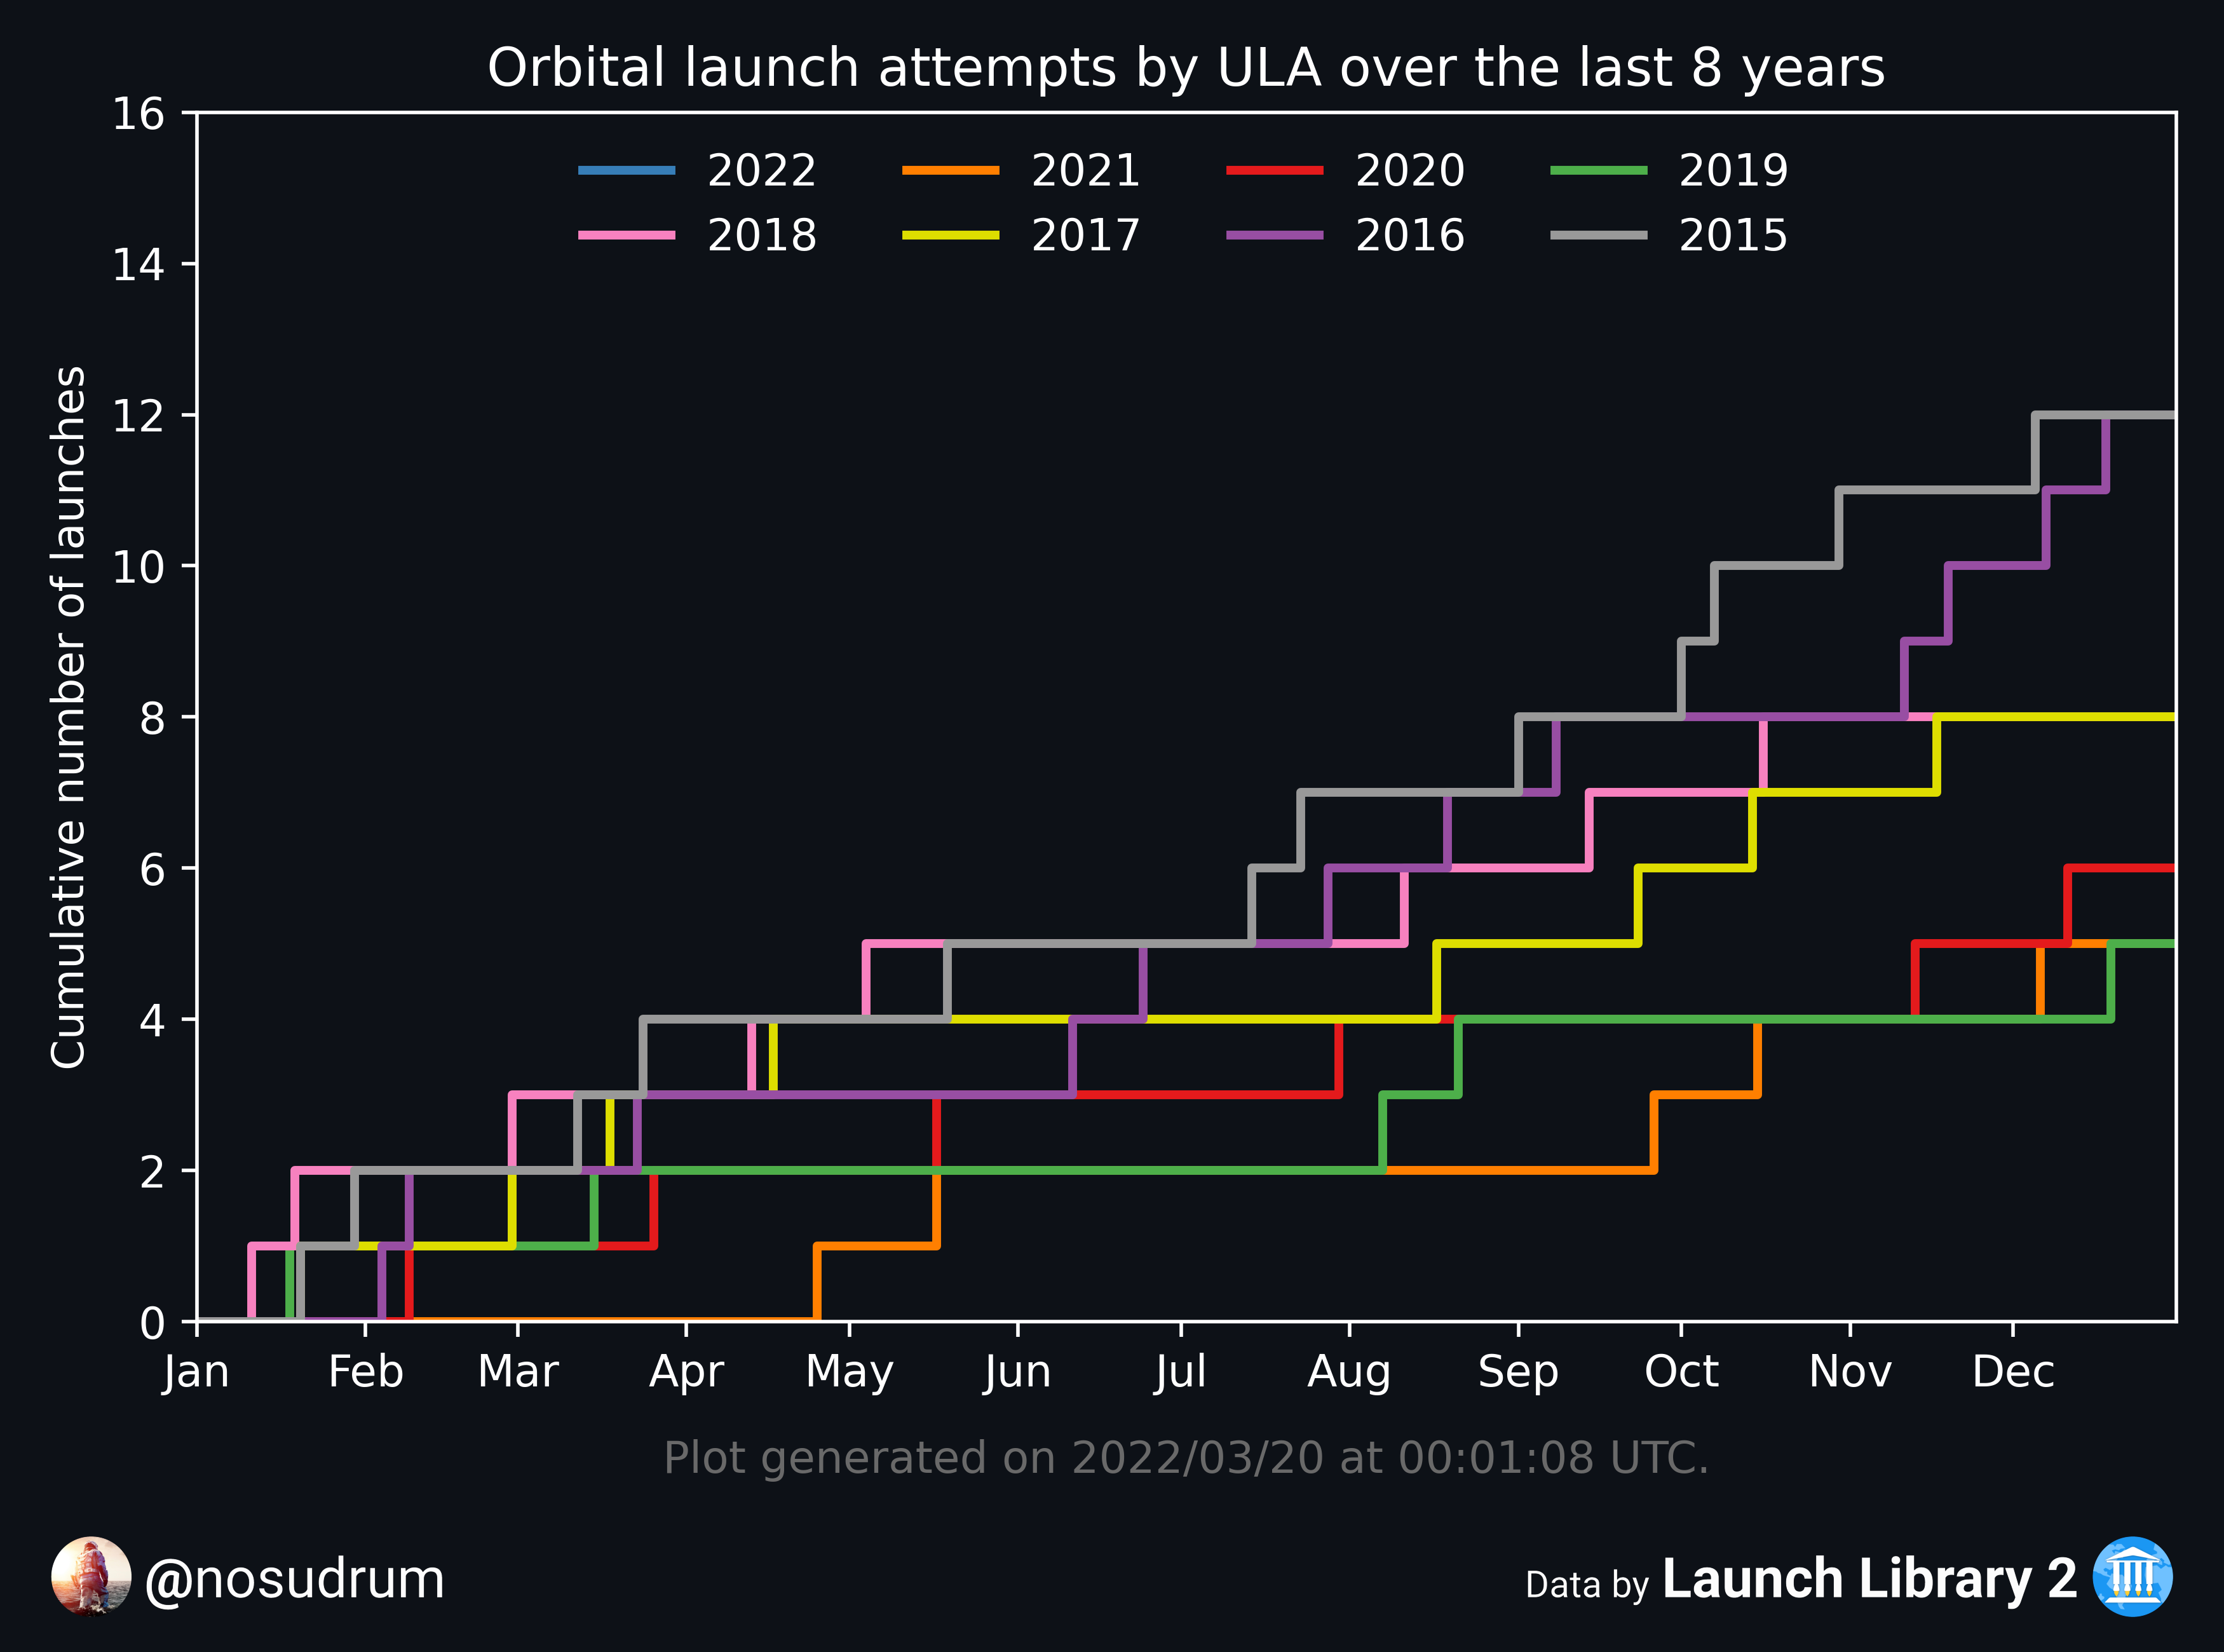 Orbital launch attempts by ULA over the last 8 years
16
14
12
10
8
6
4
2
0
Cumulative number of launches
2022 2021 2020 2019
2018 2017 2016 2015
Jan Feb Mar Apr May Jun Jul Aug Sep Oct Nov Dec
Plot generated on 2022/03/20 at 00:01:08 UTC.
@nosudrum
Data by Launch Library 2